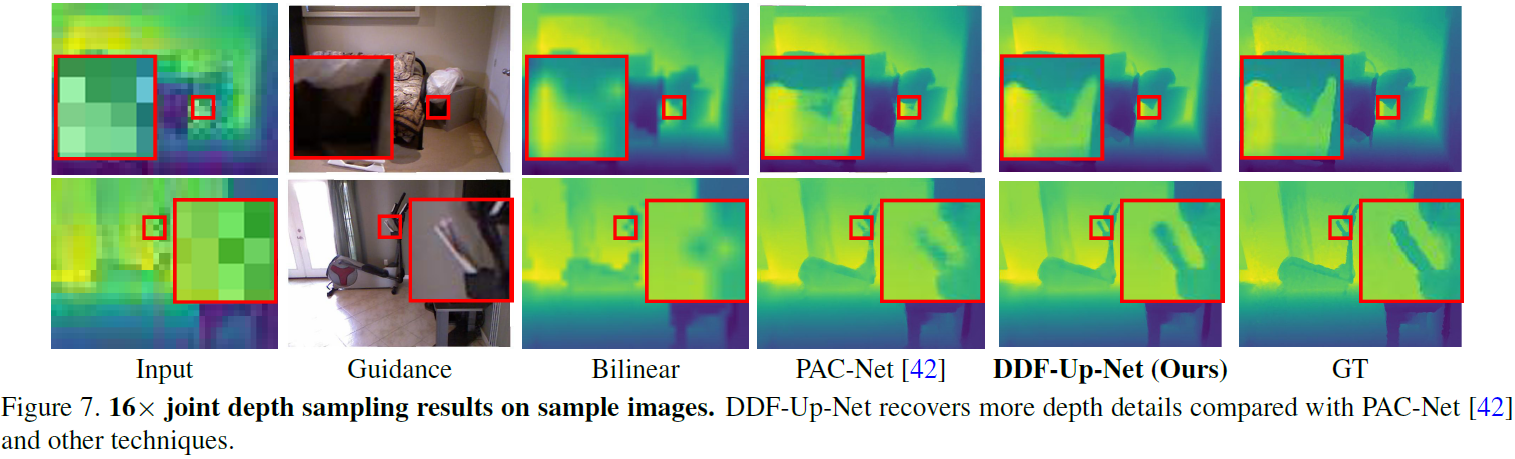 Input Guidance Bilinear PAC-Net [42] DDF-Up-Net (Ours) GT
Figure 7. 16× joint depth sampling results on sample images. DDF-Up-Net recovers more depth details compared with PAC-Net [42]
and other techniques.